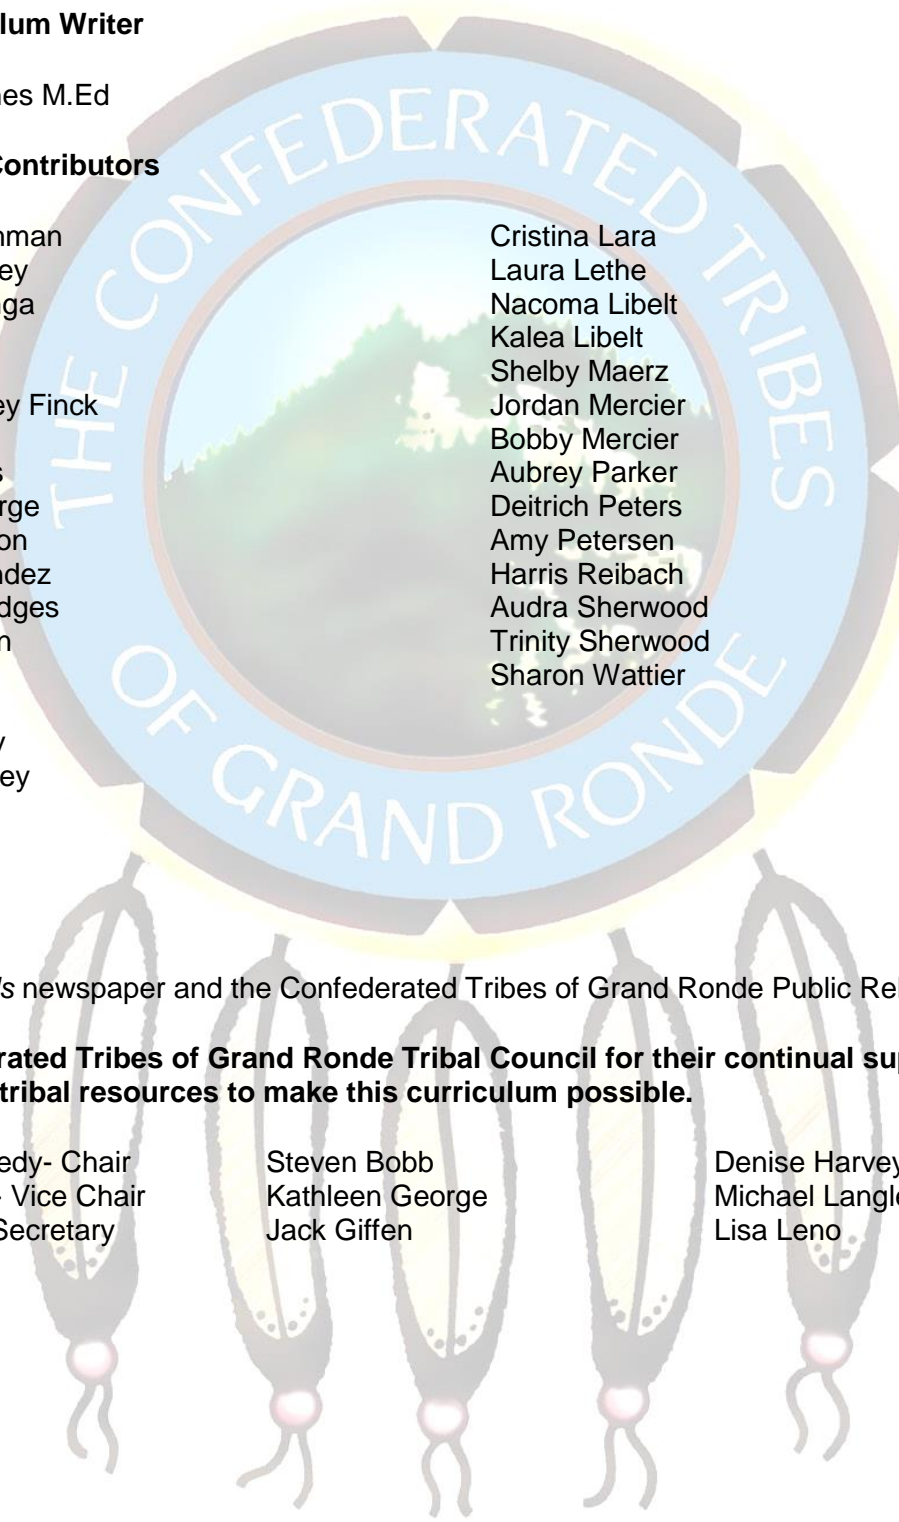 lum Writer
nes M.Ed
Contributors
nman
ey
nga
ey Finck
s
rge
on
ndez
dges
n
y
ey
Cristina Lara
Laura Lethe
Nacoma Libelt
Kalea Libelt
Shelby Maerz
Jordan Mercier
Bobby Mercier
Aubrey Parker
Deitrich Peters
Amy Petersen
Harris Reibach
Audra Sherwood
Trinity Sherwood
Sharon Wattier
THE CONFEDERATED TRIBES
OF GRAND RONDE
ls newspaper and the Confederated Tribes of Grand Ronde Public Rel
rated Tribes of Grand Ronde Tribal Council for their continual sup
tribal resources to make this curriculum possible.
edy- Chair
- Vice Chair
Secretary
Steven Bobb
Kathleen George
Jack Giffen
Denise Harvey
Michael Langle
Lisa Leno